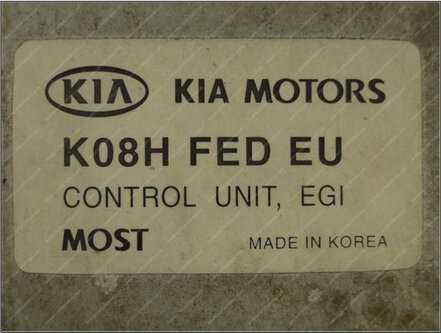 KIA KIA MOTORS
K08H FED EU
CONTROL UNIT, EGI
MOST MADE IN KOREA